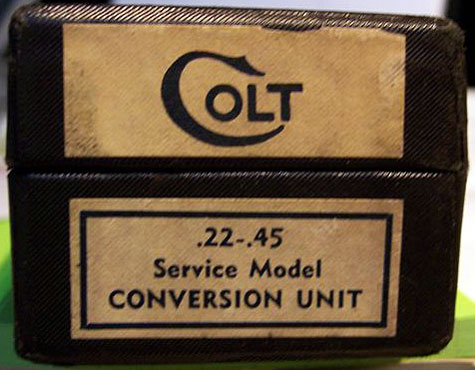 COLT
.22-.45
Service Model
CONVERSION UNIT